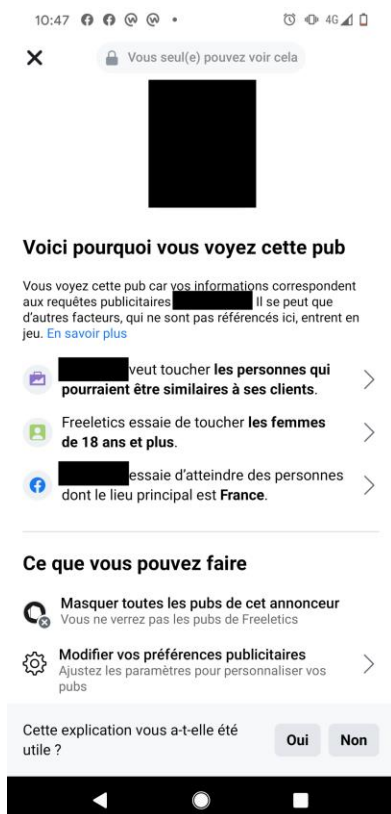 10:47 4G
Vous seul(e) pouvez voir cela
Voici pourquoi vous voyez cette pub
Vous voyez cette pub car vos informations correspondent
aux requêtes publicitaires Il se peut que
d'autres facteurs, qui ne sont pas référencés ici, entrent en
jeu. En savoir plus
veut toucher les personnes qui
pourraient être similaires à ses clients.
Freeletics essaie de toucher les femmes
de 18 ans et plus.
essaie d'atteindre des personnes
dont le lieu principal est France.
Ce que vous pouvez faire
Masquer toutes les pubs de cet annonceur
Vous ne verrez pas les pubs de Freeletics
Modifier vos préférences publicitaires
Ajustez les paramètres pour personnaliser vos
pubs
Cette explication vous a-t-elle été
utile ?
Oui Non